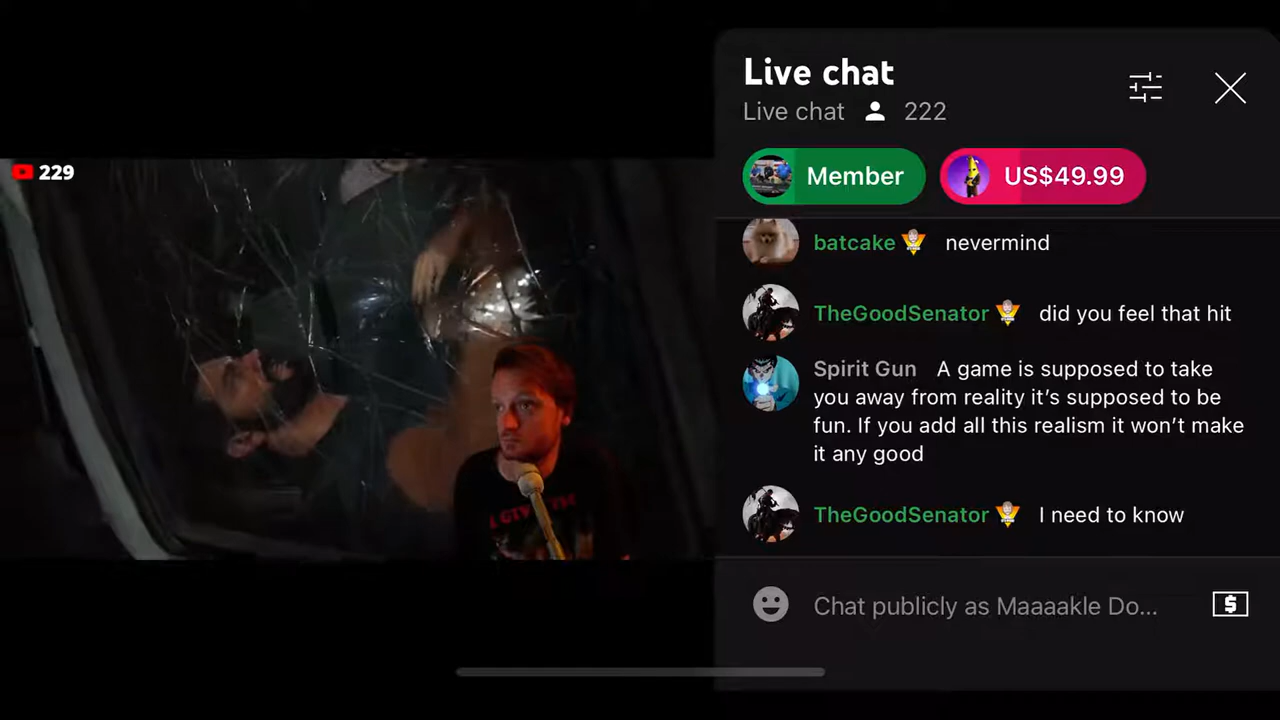 229
Live chat
Live chat 222
Member
US$49.99
batcake nevermind
TheGoodSenator did you feel that hit
Spirit Gun A game is supposed to take
you away from reality it’s supposed to be
fun. If you add all this realism it won’t make
it any good
TheGoodSenator I need to know
Chat publicly as Maaaakle Do...